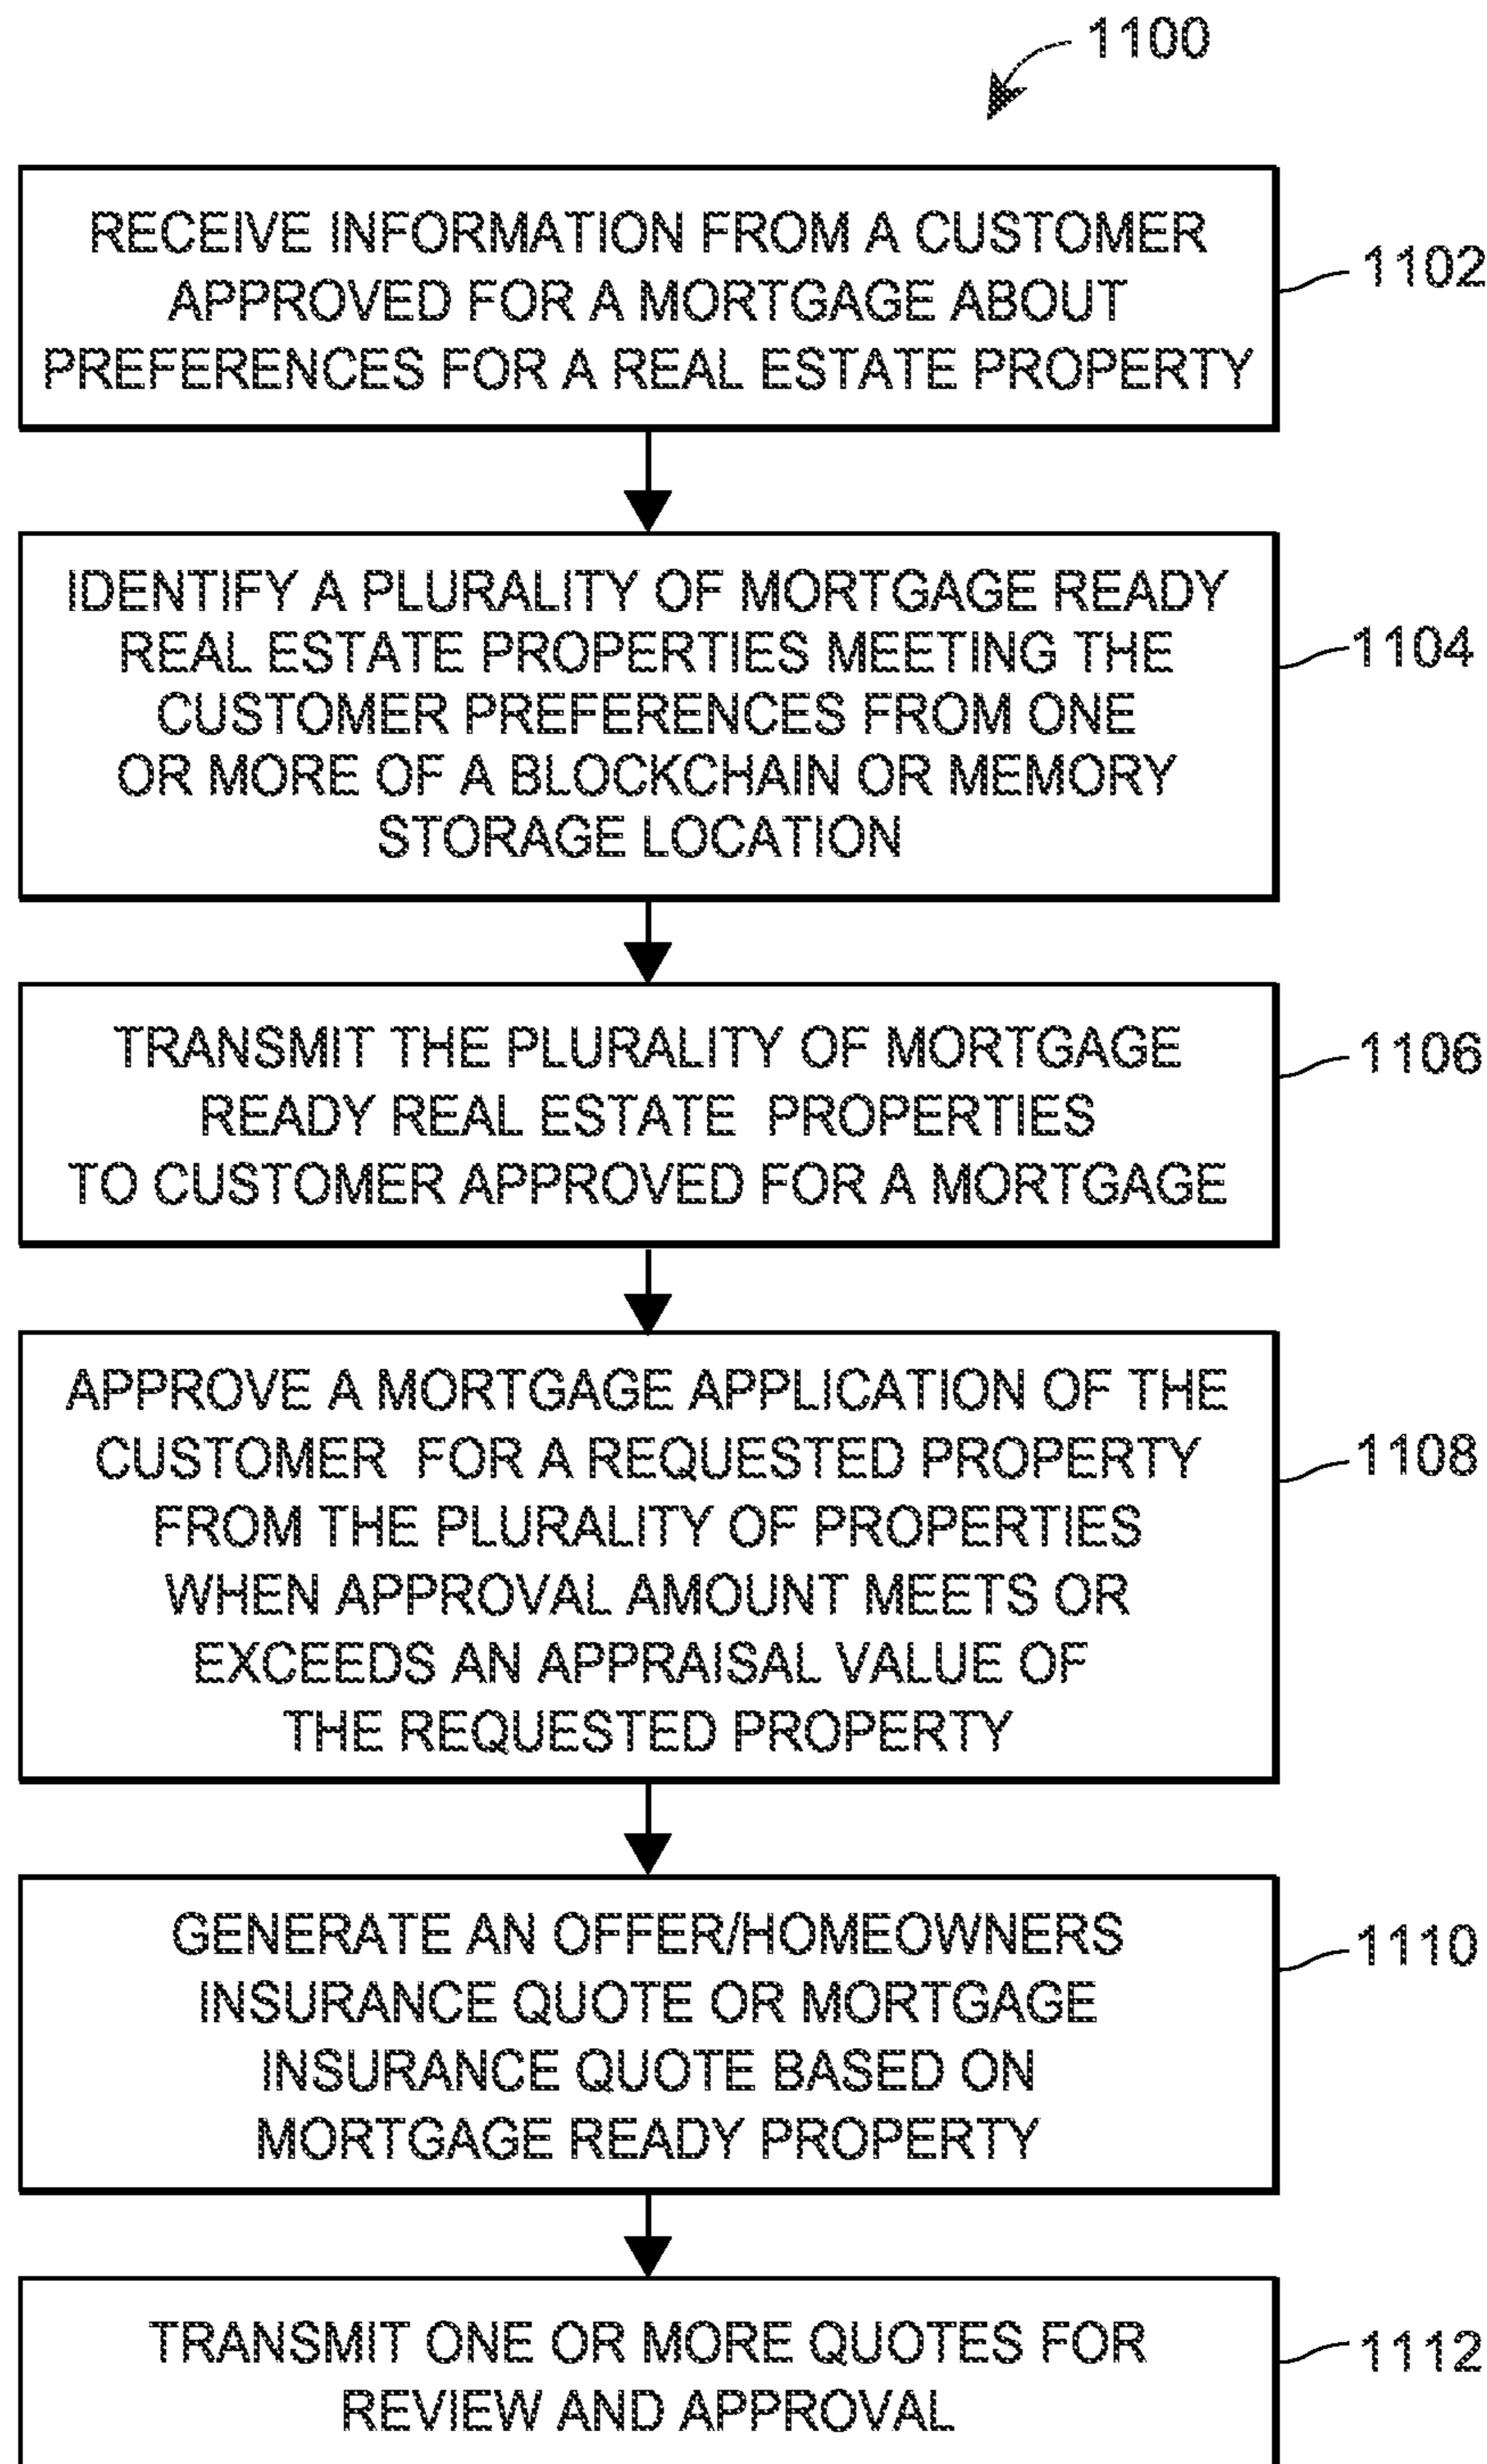 1100
RECEIVE INFORMATION FROM A CUSTOMER
APPROVED FOR A MORTGAGE ABOUT
PREFERENCES FOR A REAL ESTATE PROPERTY
1102
IDENTIFY A PLURALITY OF MORTGAGE READY
REAL ESTATE PROPERTIES MEETING THE
CUSTOMER PREFERENCES FROM ONE
OR MORE OF A BLOCKCHAIN OR MEMORY
STORAGE LOCATION
1104
TRANSMIT THE PLURALITY OF MORTGAGE
READY REAL ESTATE PROPERTIES
TO CUSTOMER APPROVED FOR A MORTGAGE
1106
APPROVE A MORTGAGE APPLICATION OF THE
CUSTOMER FOR A REQUESTED PROPERTY
FROM THE PLURALITY OF PROPERTIES
WHEN APPROVAL AMOUNT MEETS OR
EXCEEDS AN APPRAISAL VALUE OF
THE REQUESTED PROPERTY
1108
GENERATE AN OFFER/HOMEOWNERS
INSURANCE QUOTE OR MORTGAGE
INSURANCE QUOTE BASED ON
MORTGAGE READY PROPERTY
1110
TRANSMIT ONE OR MORE QUOTES FOR
REVIEW AND APPROVAL
1112